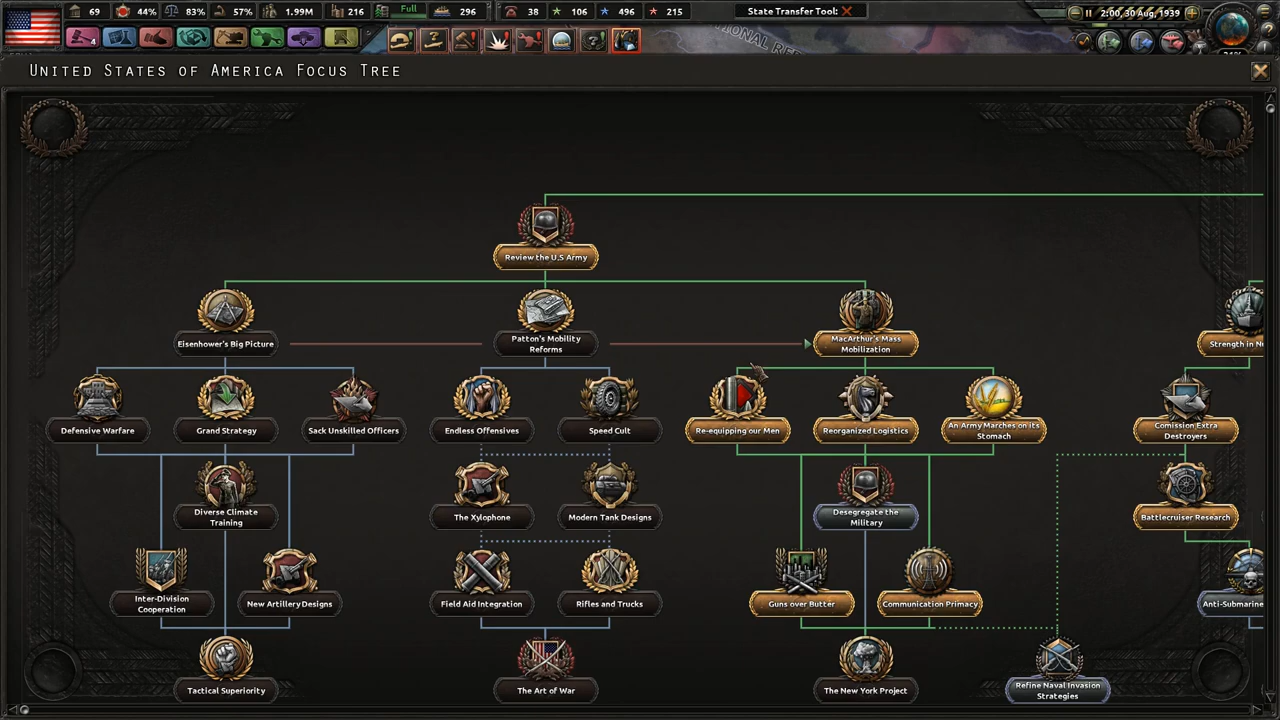 69
44%
83%
57%
1.99M
216
Full
296
38
106
496
215
State Transfer Tool:
2:00, 30 Aug, 1939
4
UNITED STATES OF AMERICA FOCUS TREE
Review the U.S Army
Eisenhower's Big Picture
Patton's Mobility
Reforms
MacArthur's Mass
Mobilization
Strength in Nu
Defensive Warfare
Grand Strategy
Sack Unskilled Officers
Endless Offensives
Speed Cult
Re-equipping our Men
Reorganized Logistics
An Army Marches on its
Stomach
Comission Extra
Destroyers
Diverse Climate
Training
The Xylophone
Modern Tank Designs
Desegregate the
Military
Battlecruiser Research
Inter-Division
Cooperation
New Artillery Designs
Field Aid Integration
Rifles and Trucks
Guns over Butter
Communication Primacy
Anti-Submarine
Tactical Superiority
The Art of War
The New York Project
Refine Naval Invasion
Strategies